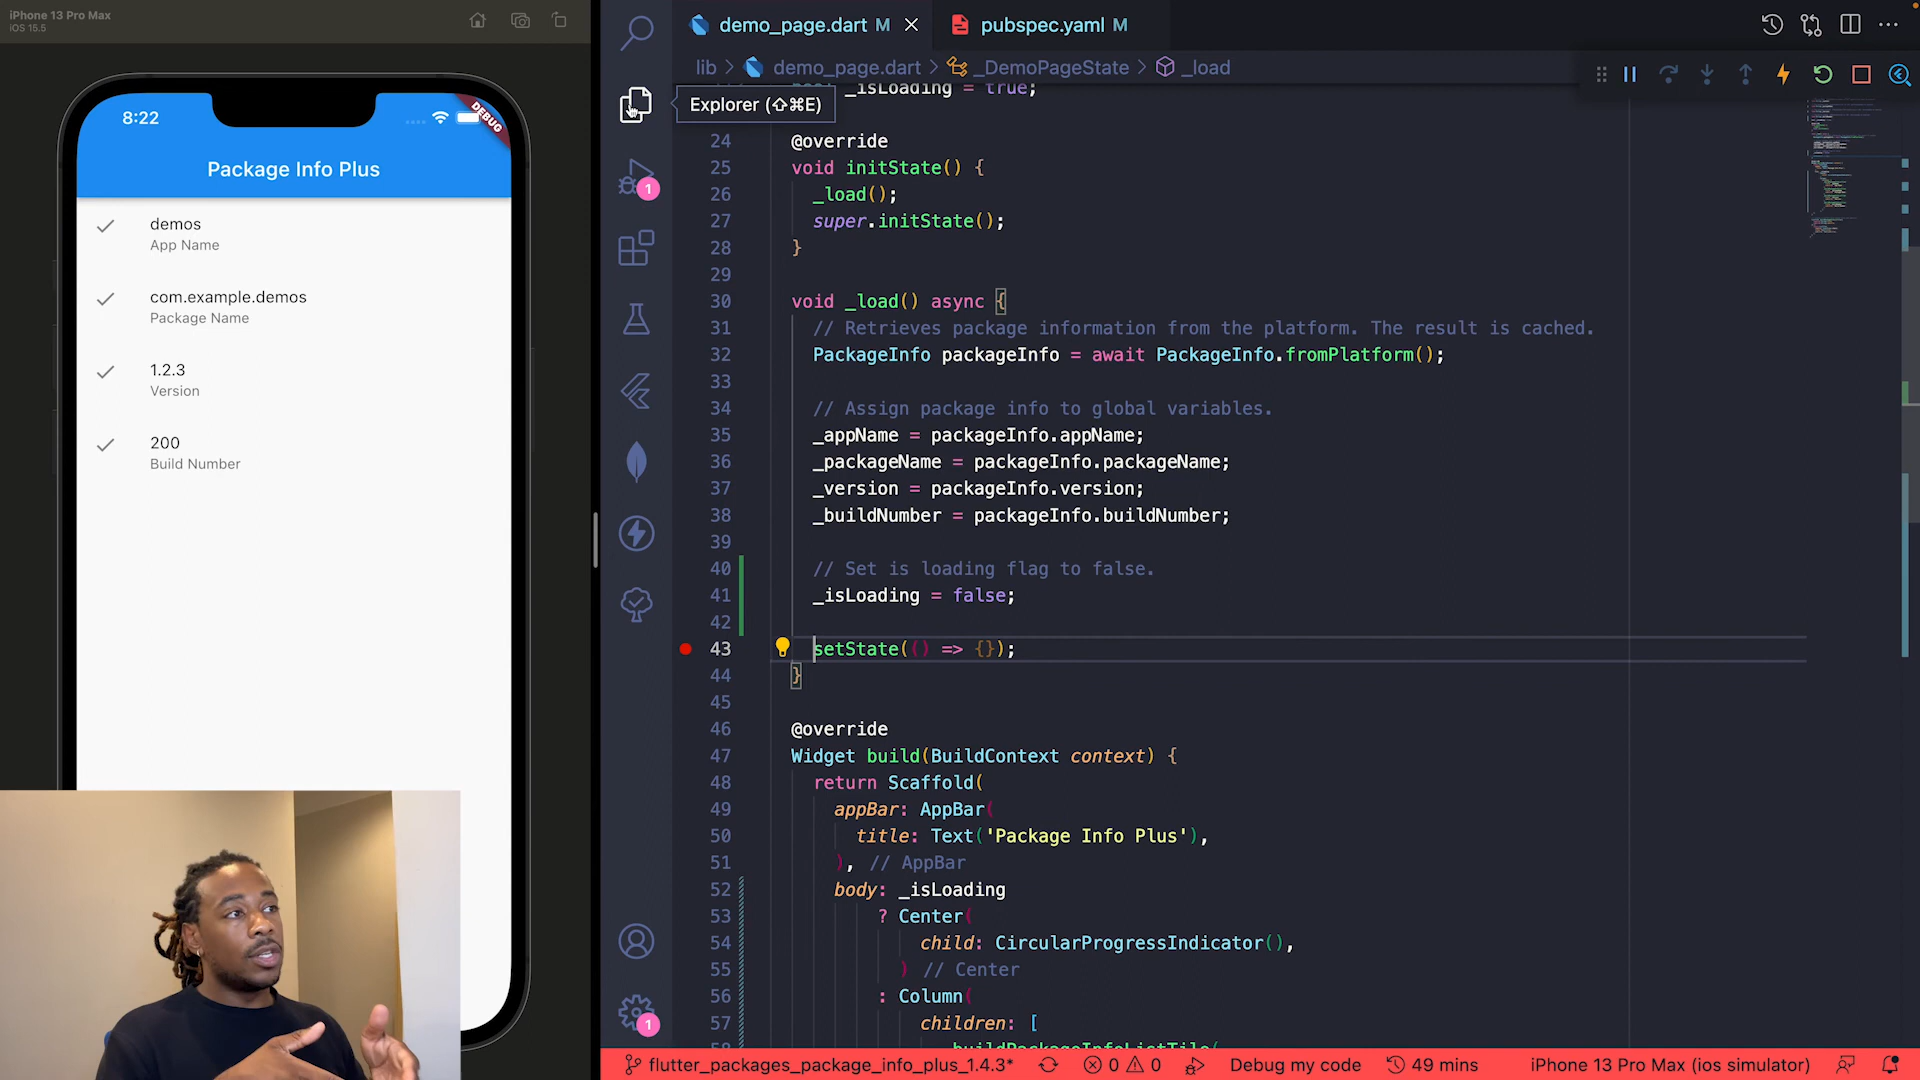 iPhone 13 Pro Max
iOS 15.5
8:22
DEBUG
Package Info Plus
demos
App Name
com.example.demos
Package Name
1.2.3
Version
200
Build Number
demo_page.dart M
pubspec.yaml M
lib > demo_page.dart > _DemoPageState > _load
Explorer (⇧⌘E)
1
1
_isLoading = true;
24 @override
25 void initState() {
26 _load();
27 super.initState();
28 }
29
30 void _load() async {
31 // Retrieves package information from the platform. The result is cached.
32 PackageInfo packageInfo = await PackageInfo.fromPlatform();
33
34 // Assign package info to global variables.
35 _appName = packageInfo.appName;
36 _packageName = packageInfo.packageName;
37 _version = packageInfo.version;
38 _buildNumber = packageInfo.buildNumber;
39
40 // Set is loading flag to false.
41 _isLoading = false;
42
43 setState(() => {});
44 }
45
46 @override
47 Widget build(BuildContext context) {
48 return Scaffold(
49 appBar: AppBar(
50 title: Text('Package Info Plus'),
51 ), // AppBar
52 body: _isLoading
53 ? Center(
54 child: CircularProgressIndicator(),
55 ) // Center
56 : Column(
57 children: [
flutter_packages_package_info_plus_1.4.3* 0 0 Debug my code 49 mins iPhone 13 Pro Max (ios simulator)